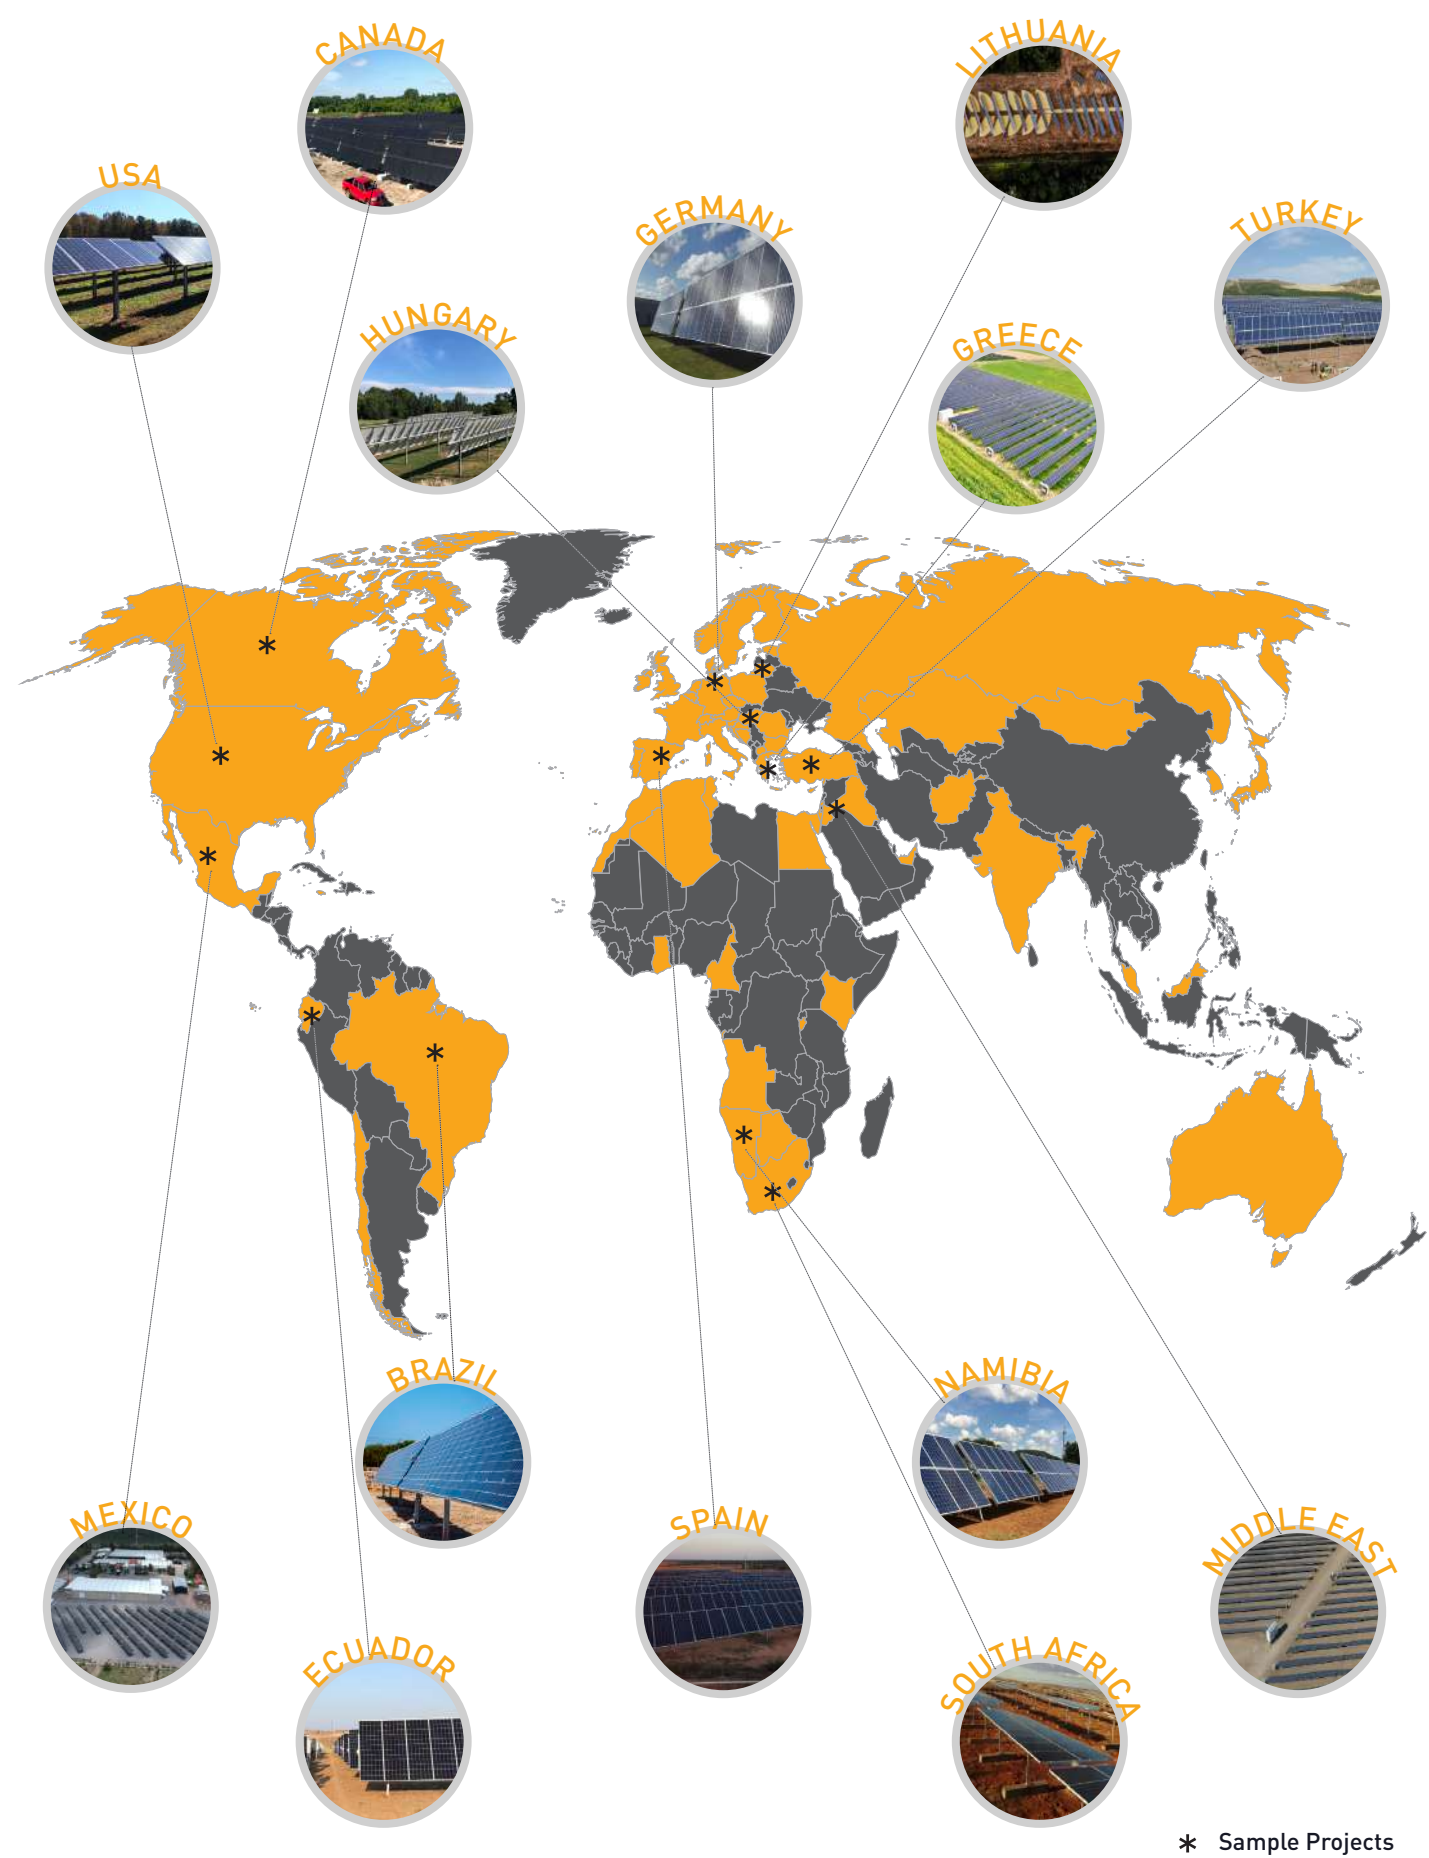 CANADA
LITHUANIA
USA
GERMANY
TURKEY
HUNGARY
GREECE
BRAZIL
NAMIBIA
MEXICO
SPAIN
MIDDLE EAST
ECUADOR
SOUTH AFRICA
* Sample Projects